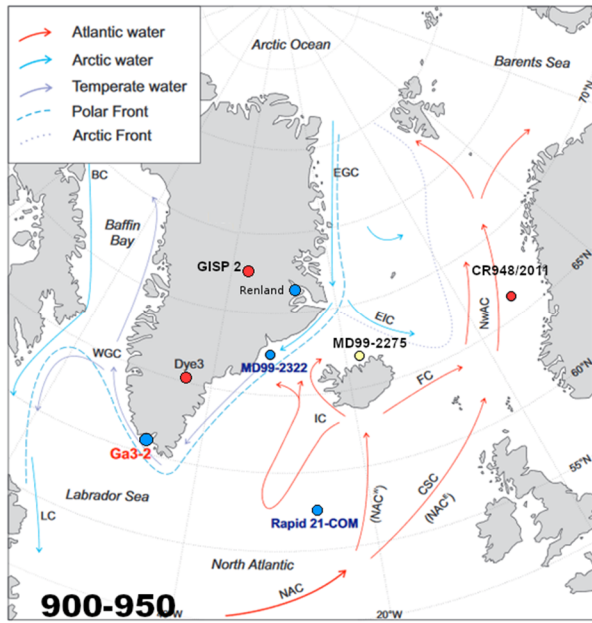 Atlantic water
Arctic water
Temperate water
Polar Front
Arctic Front
Arctic Ocean
Barents Sea
70°N
BC
EGC
Baffin
Bay
GISP 2
Renland
CR948/2011
65°N
EIC
NwAC
MD99-2275
WGC
Dye3
MD99-2322
60°N
FC
IC
Ga3-2
55°N
Labrador Sea
LC
Rapid 21-COM
(NACʷ)
CSC
(NACᵉ)
North Atlantic
NAC
900-950
20°W